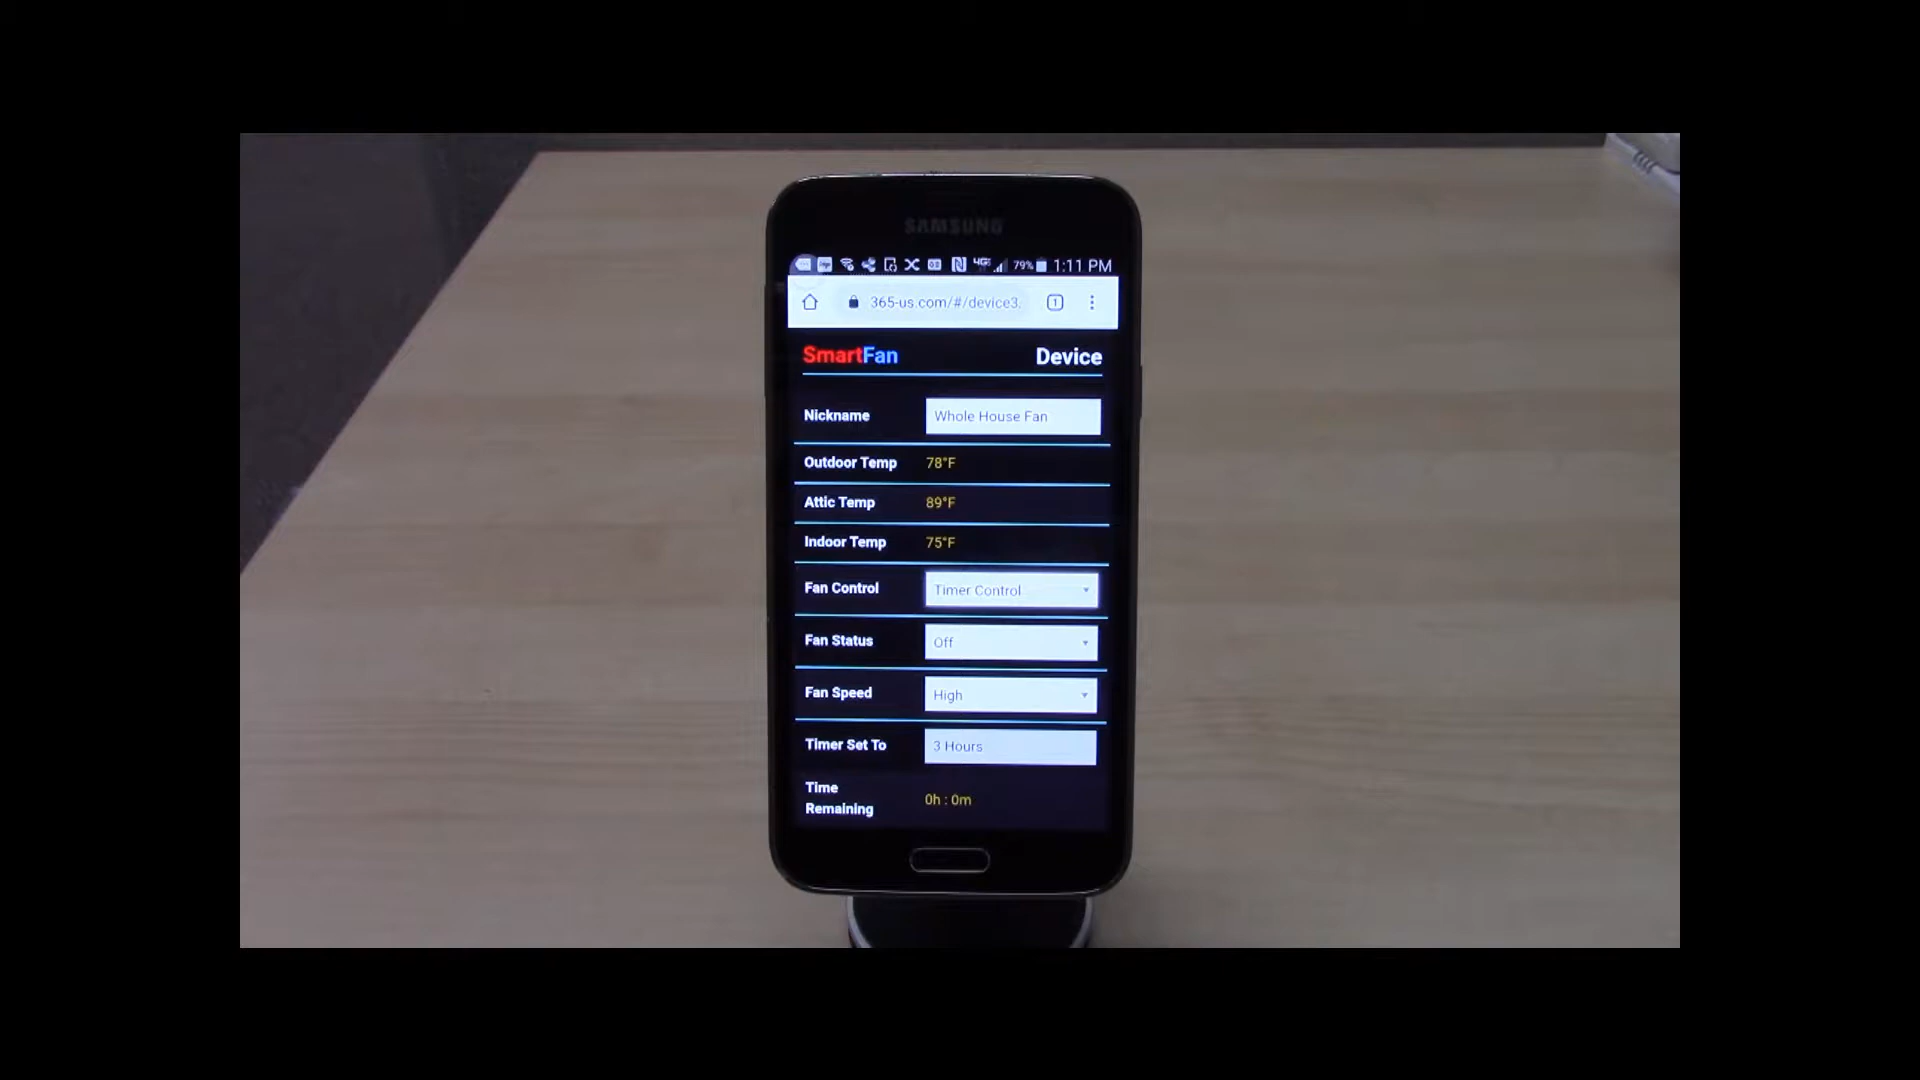 SAMSUNG
79% 1:11 PM
365-us.com/#/device3.
1
SmartFan Device
Nickname Whole House Fan
Outdoor Temp 78°F
Attic Temp 89°F
Indoor Temp 75°F
Fan Control Timer Control
Fan Status Off
Fan Speed High
Timer Set To 3 Hours
Time
Remaining 0h : 0m